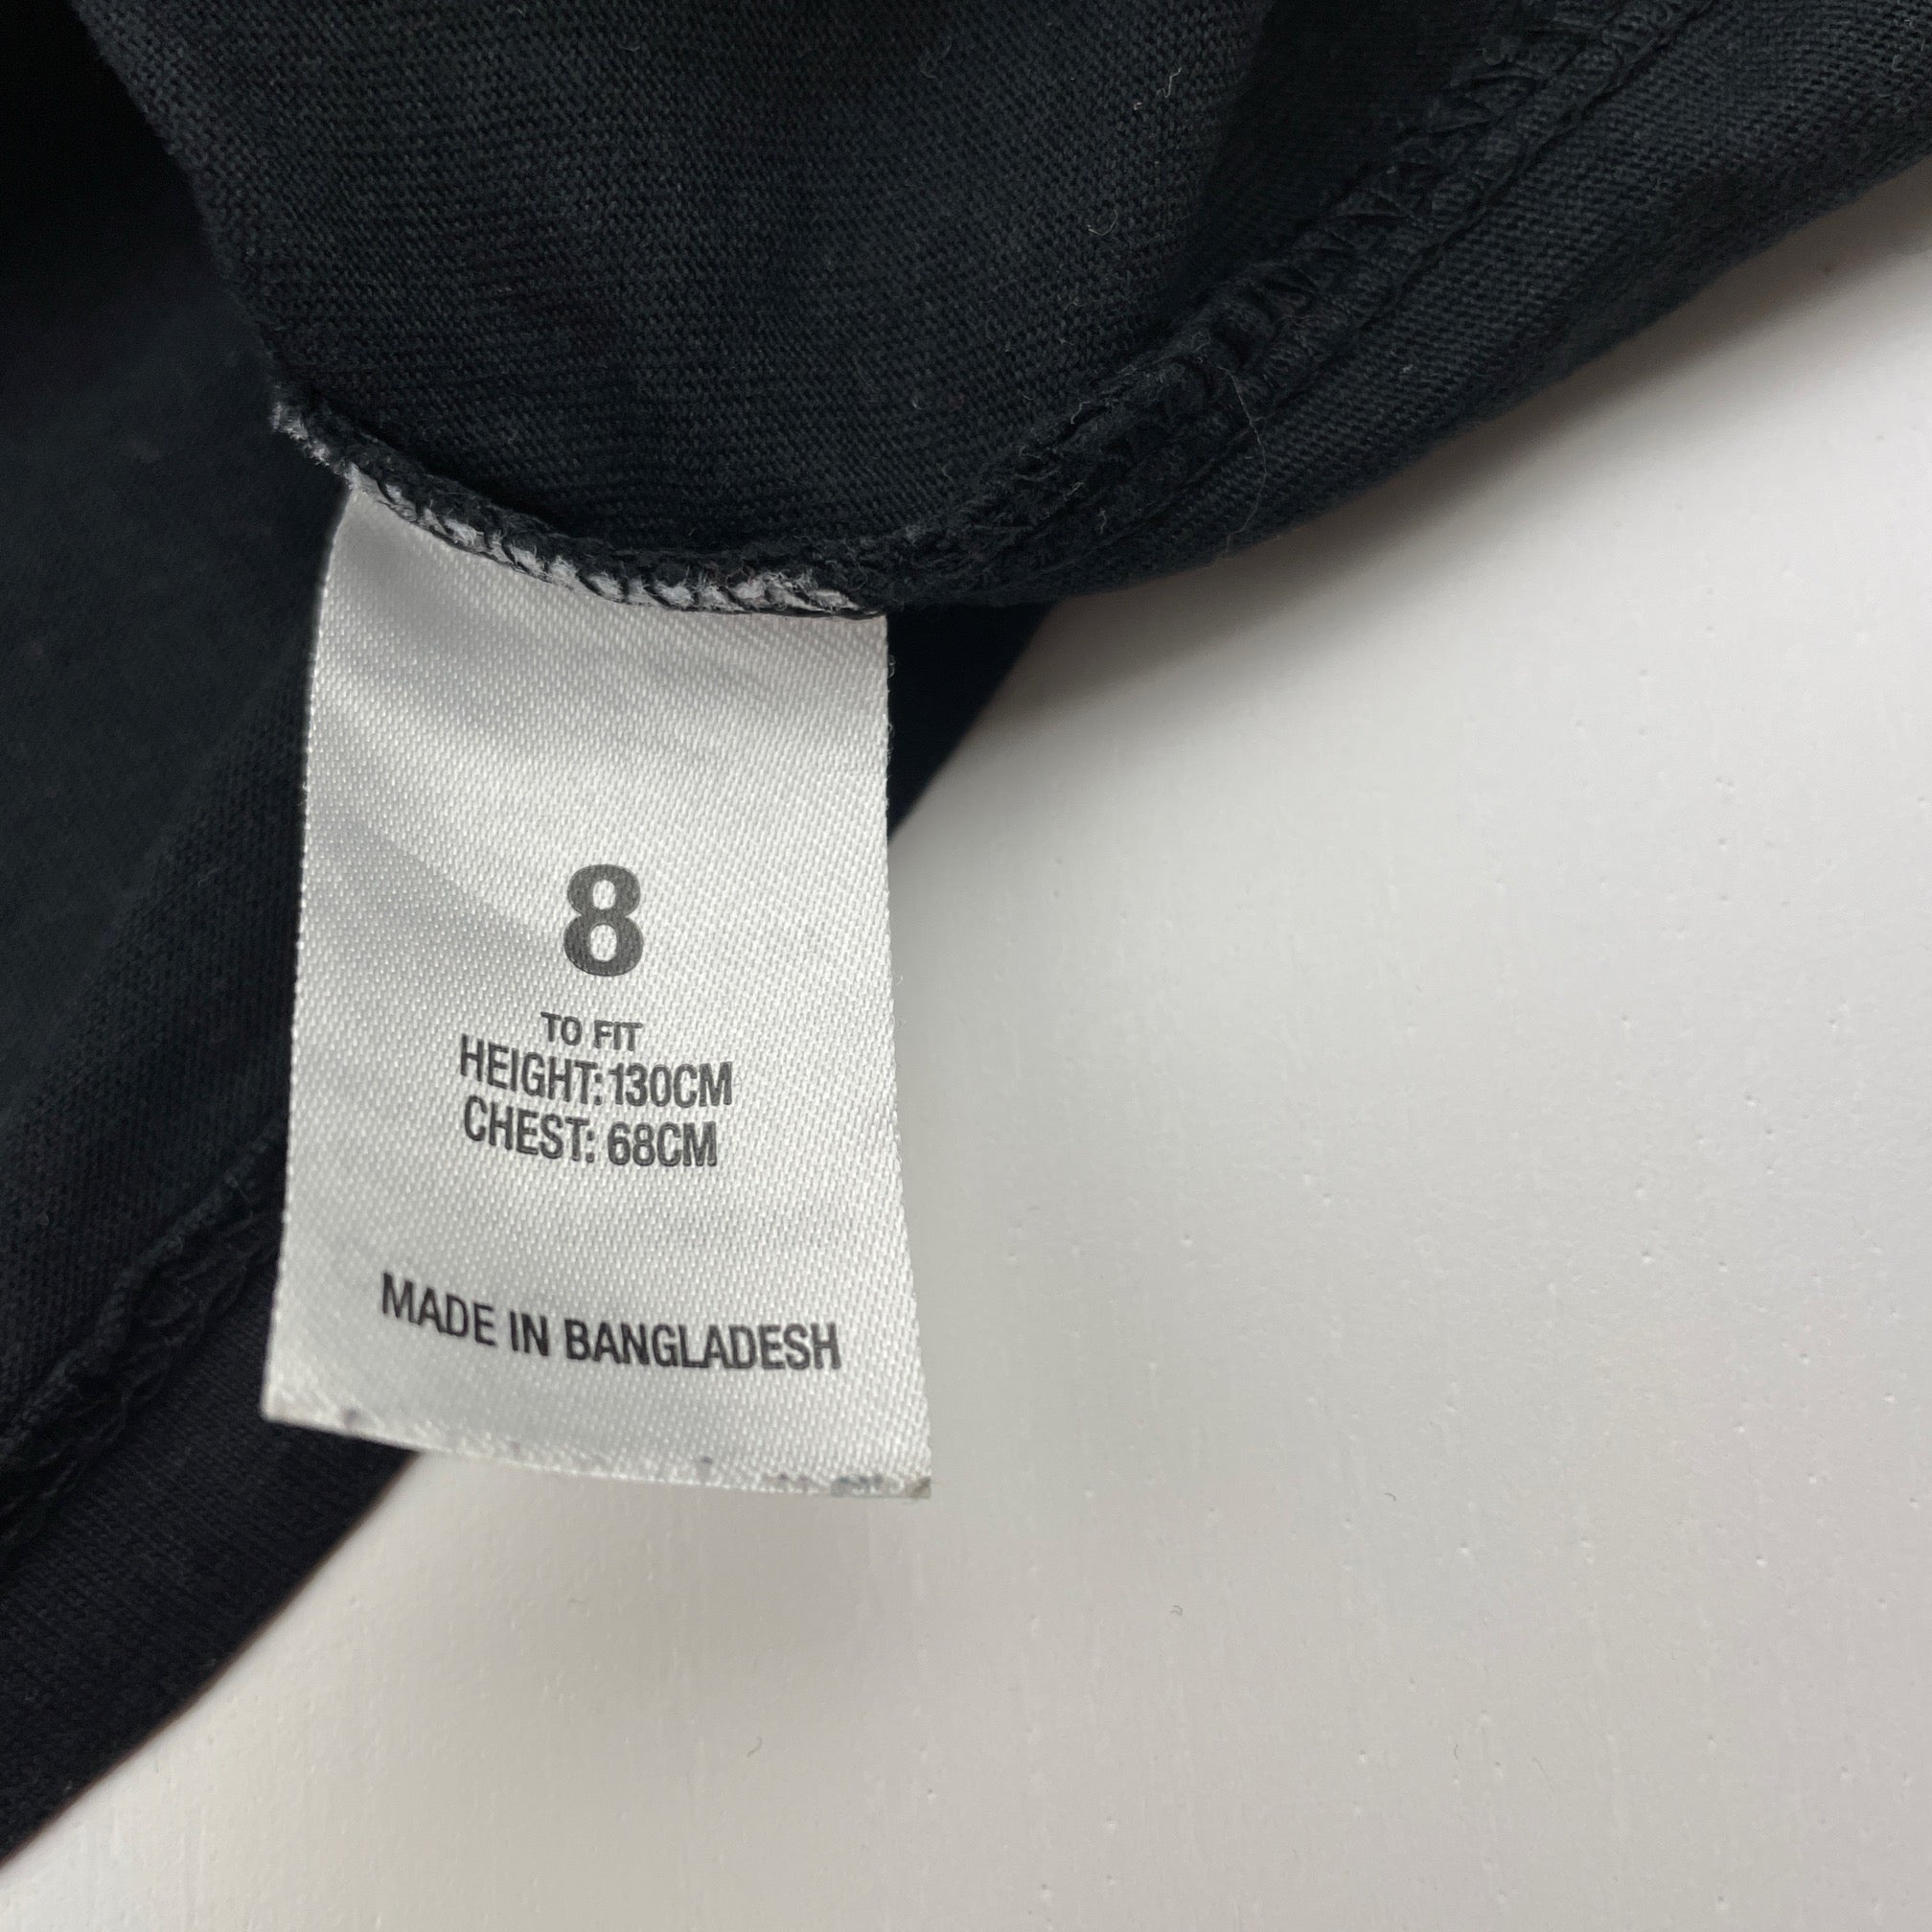 8
TO FIT
HEIGHT:130CM
CHEST: 68CM
MADE IN BANGLADESH